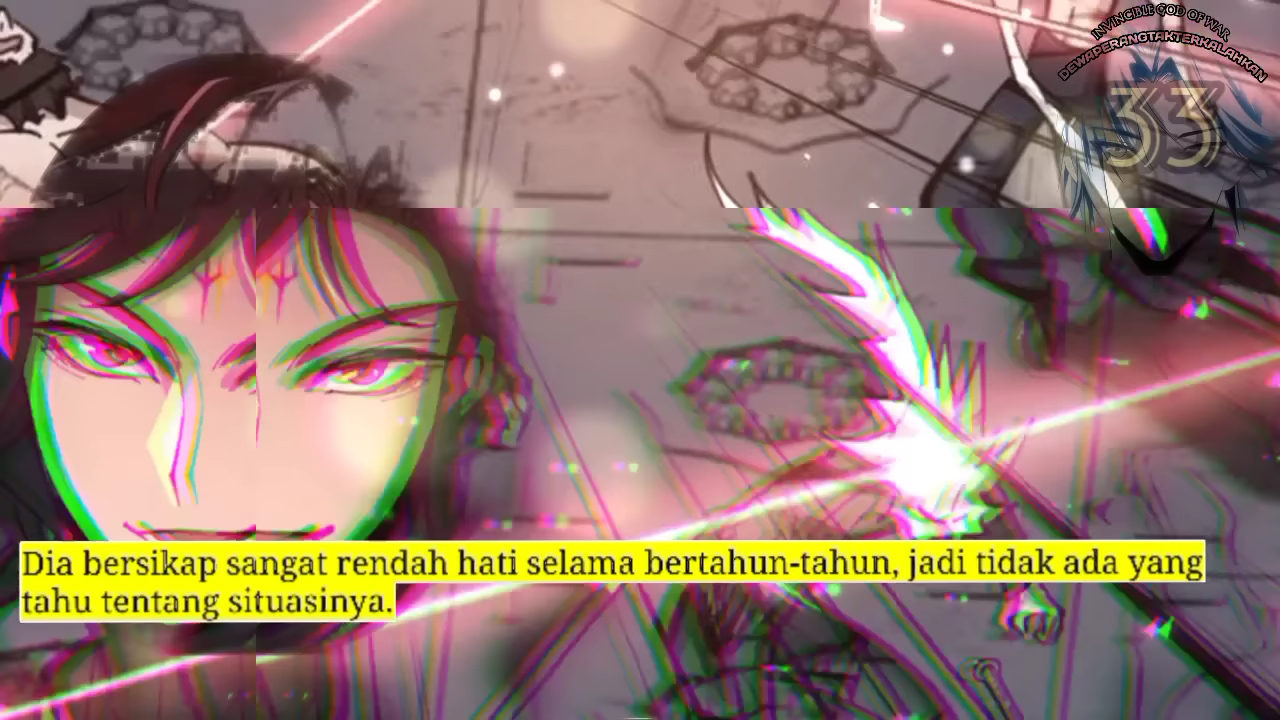 INVINCIBLE GOD OF WAR
DEWAPERANGTAKTERKALAHKAN
33
Dia bersikap sangat rendah hati selama bertahun-tahun, jadi tidak ada yang
tahu tentang situasinya.